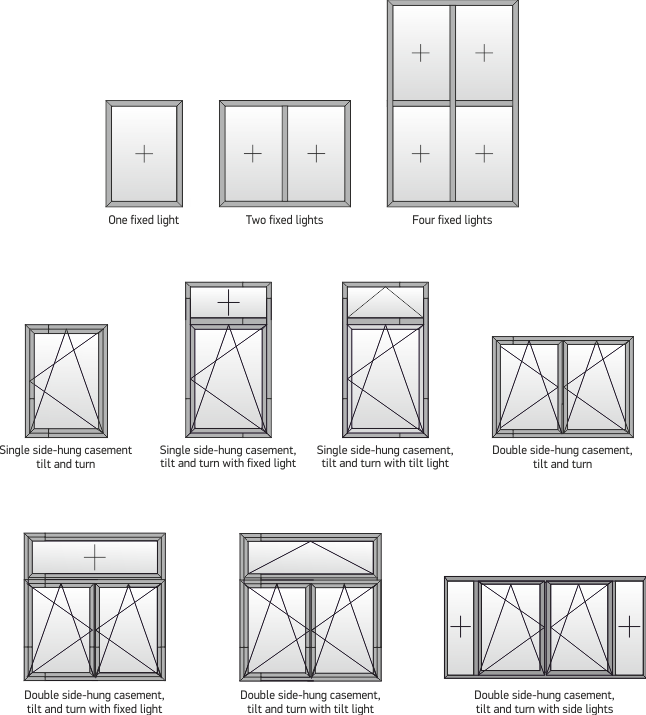 One fixed light
Two fixed lights
Four fixed lights
Single side-hung casement
tilt and turn
Single side-hung casement,
tilt and turn with fixed light
Single side-hung casement,
tilt and turn with tilt light
Double side-hung casement,
tilt and turn
Double side-hung casement,
tilt and turn with fixed light
Double side-hung casement,
tilt and turn with tilt light
Double side-hung casement,
tilt and turn with side lights